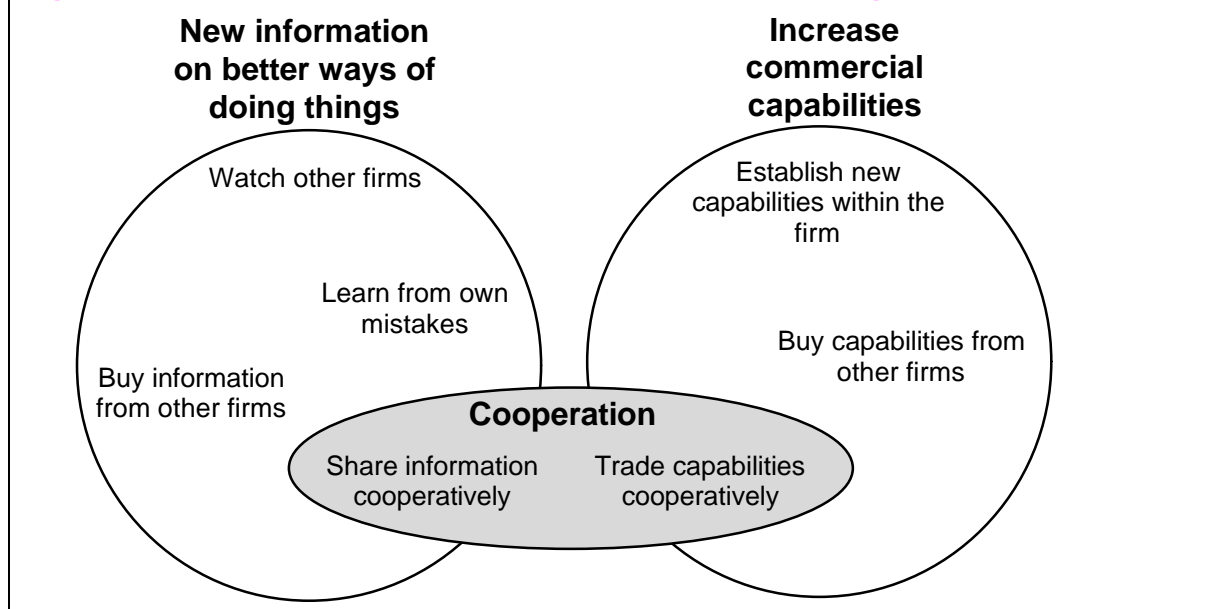 New information
on better ways of
doing things
Increase
commercial
capabilities
Watch other firms
Establish new
capabilities within the
firm
Learn from own
mistakes
Buy capabilities from
other firms
Buy information
from other firms
Cooperation
Share information
cooperatively
Trade capabilities
cooperatively